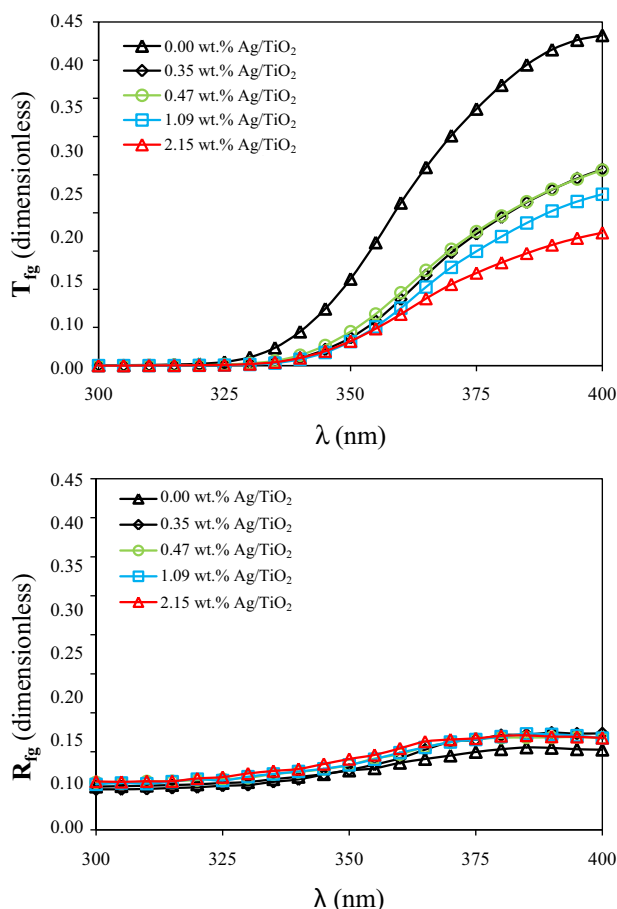 0.45
0.40
0.35
0.30
0.25
0.20
0.15
0.10
0.00
T_fg (dimensionless)
0.00 wt.% Ag/TiO₂
0.35 wt.% Ag/TiO₂
0.47 wt.% Ag/TiO₂
1.09 wt.% Ag/TiO₂
2.15 wt.% Ag/TiO₂
300 325 350 375 400
λ (nm)
0.45
0.40
0.35
0.30
0.25
0.20
0.15
0.10
0.00
R_fg (dimensionless)
0.00 wt.% Ag/TiO₂
0.35 wt.% Ag/TiO₂
0.47 wt.% Ag/TiO₂
1.09 wt.% Ag/TiO₂
2.15 wt.% Ag/TiO₂
300 325 350 375 400
λ (nm)